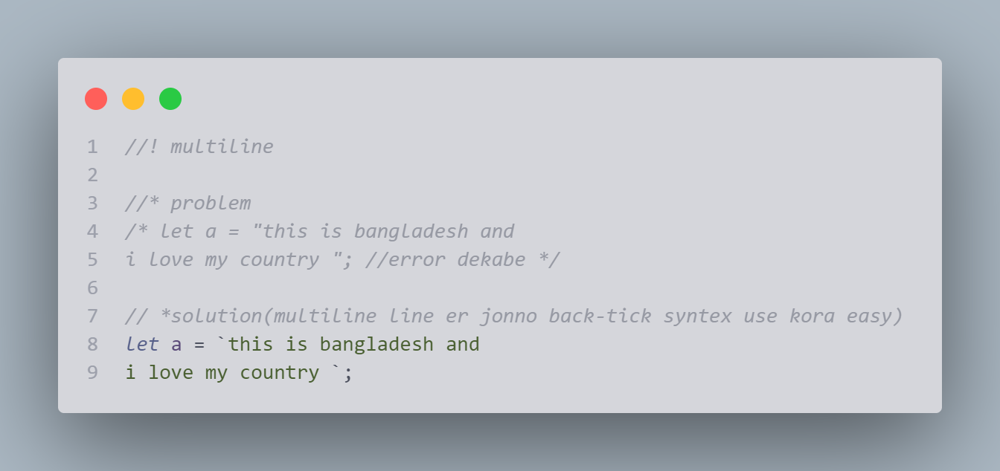 1 //! multiline
2
3 //* problem
4 /* let a = "this is bangladesh and
5 i love my country "; //error dekabe */
6
7 // *solution(multiline line er jonno back-tick syntex use kora easy)
8 let a = `this is bangladesh and
9 i love my country `;